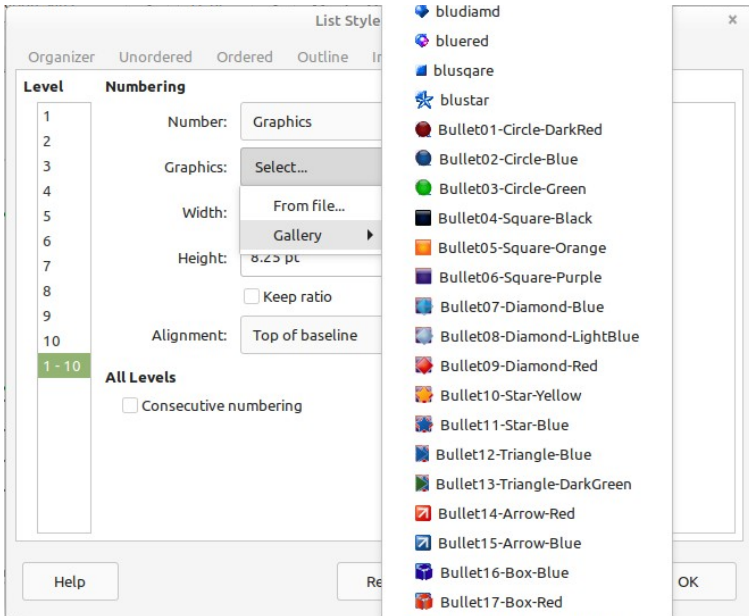 List Style
Organizer Unordered Ordered Outline
Level
1
2
3
4
5
6
7
8
9
10
1 - 10
Numbering
Number: Graphics
Graphics: Select...
From file...
Gallery
Width:
Height: 8.25 pt
Keep ratio
Alignment: Top of baseline
All Levels
Consecutive numbering
Help
Re
OK
bludiamd
bluered
blusqare
blustar
Bullet01-Circle-DarkRed
Bullet02-Circle-Blue
Bullet03-Circle-Green
Bullet04-Square-Black
Bullet05-Square-Orange
Bullet06-Square-Purple
Bullet07-Diamond-Blue
Bullet08-Diamond-LightBlue
Bullet09-Diamond-Red
Bullet10-Star-Yellow
Bullet11-Star-Blue
Bullet12-Triangle-Blue
Bullet13-Triangle-DarkGreen
Bullet14-Arrow-Red
Bullet15-Arrow-Blue
Bullet16-Box-Blue
Bullet17-Box-Red